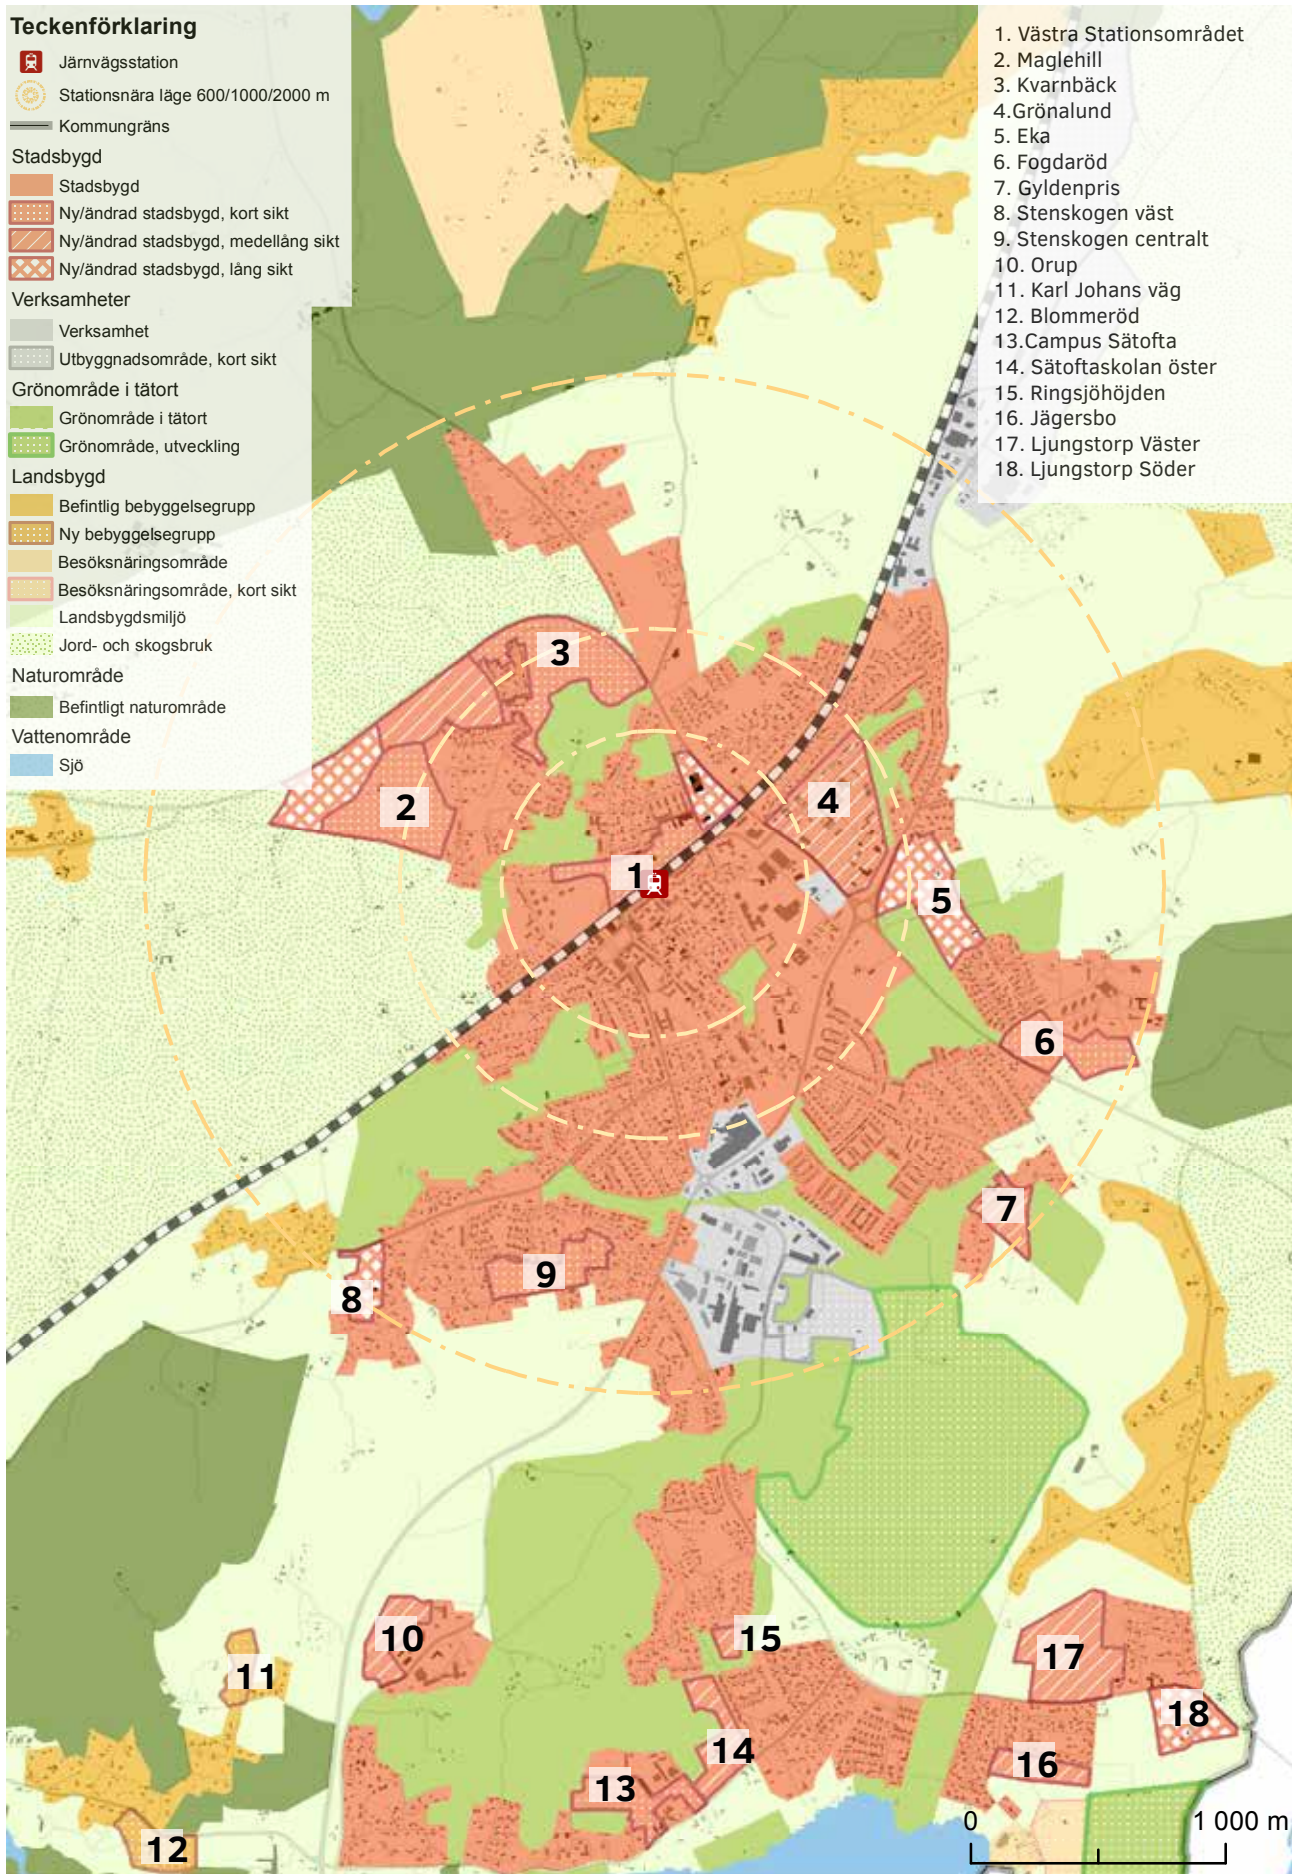 Teckenförklaring
Järnvägsstation
Stationsnära läge 600/1000/2000 m
Kommungräns
Stadsbygd
Stadsbygd
Ny/ändrad stadsbygd, kort sikt
Ny/ändrad stadsbygd, medellång sikt
Ny/ändrad stadsbygd, lång sikt
Verksamheter
Verksamhet
Utbyggnadsområde, kort sikt
Grönområde i tätort
Grönområde i tätort
Grönområde, utveckling
Landsbygd
Befintlig bebyggelsegrupp
Ny bebyggelsegrupp
Besöksnäringsområde
Besöksnäringsområde, kort sikt
Landsbygdsmiljö
Jord- och skogsbruk
Naturområde
Befintligt naturområde
Vattenområde
Sjö
1. Västra Stationsområdet
2. Maglehill
3. Kvarnbäck
4.Grönalund
5. Eka
6. Fogdaröd
7. Gyldenpris
8. Stenskogen väst
9. Stenskogen centralt
10. Orup
11. Karl Johans väg
12. Blommeröd
13.Campus Sätofta
14. Sätoftaskolan öster
15. Ringsjöhöjden
16. Jägersbo
17. Ljungstorp Väster
18. Ljungstorp Söder
3
2
4
1
5
6
7
9
8
10
15
11
17
18
14
16
13
12
0 1 000 m